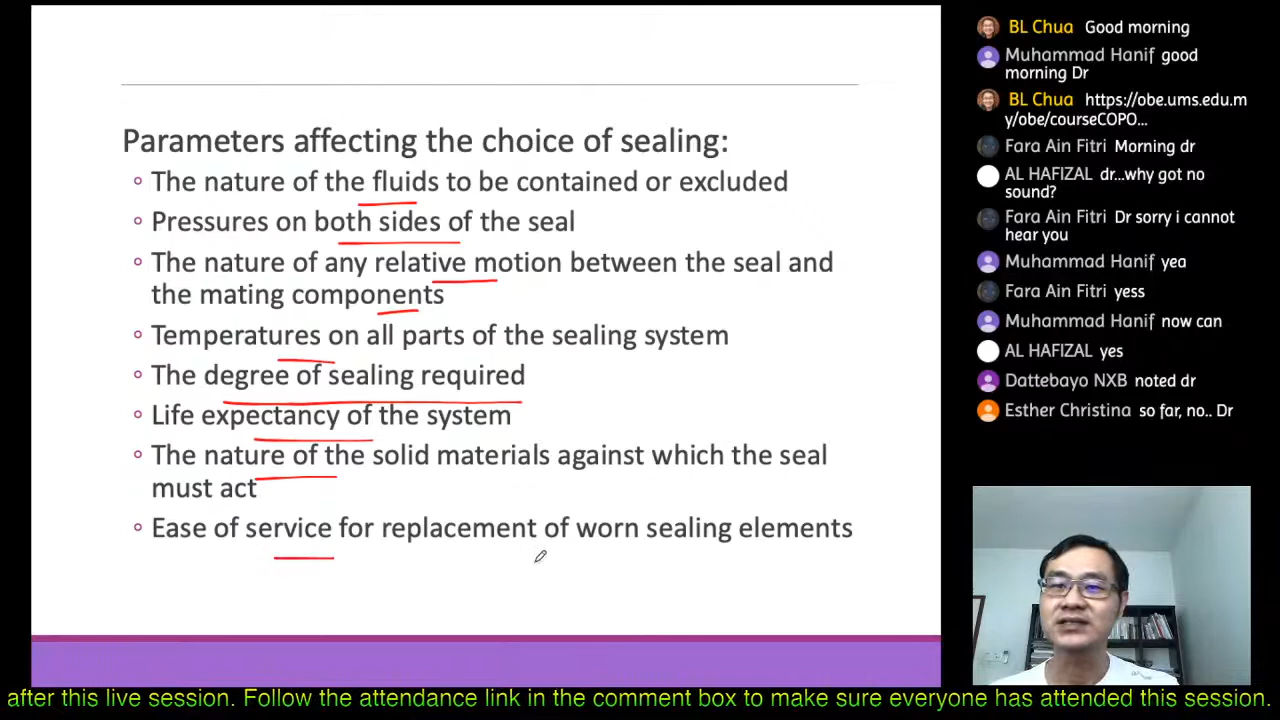 Parameters affecting the choice of sealing:
The nature of the fluids to be contained or excluded
Pressures on both sides of the seal
The nature of any relative motion between the seal and
the mating components
Temperatures on all parts of the sealing system
The degree of sealing required
Life expectancy of the system
The nature of the solid materials against which the seal
must act
Ease of service for replacement of worn sealing elements
BL Chua Good morning
Muhammad Hanif good
morning Dr
BL Chua https://obe.ums.edu.m
y/obe/courseCOPO...
Fara Ain Fitri Morning dr
AL HAFIZAL dr...why got no
sound?
Fara Ain Fitri Dr sorry i cannot
hear you
Muhammad Hanif yea
Fara Ain Fitri yess
Muhammad Hanif now can
AL HAFIZAL yes
Dattebayo NXB noted dr
Esther Christina so far, no.. Dr
after this live session. Follow the attendance link in the comment box to make sure everyone has attended this session.